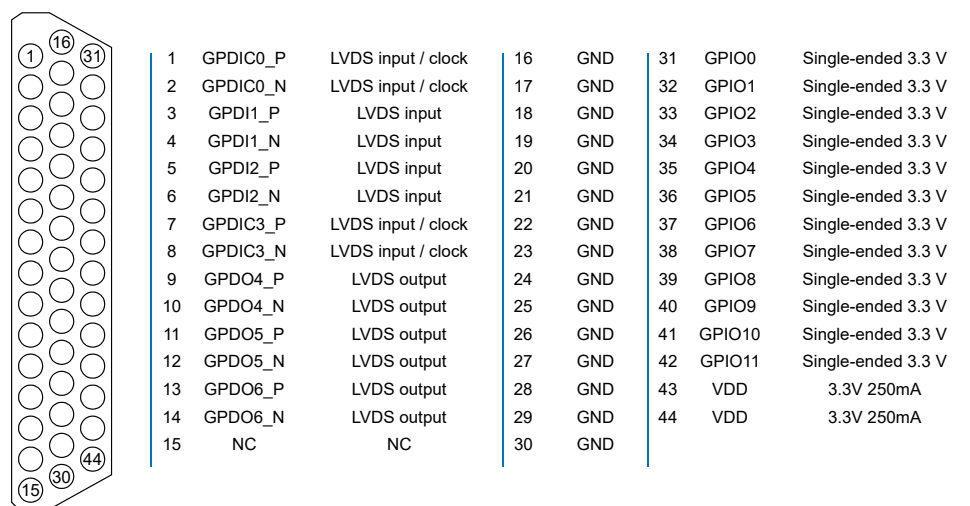 1 16 31
44
30
15
1 GPDIC0_P LVDS input / clock 16 GND 31 GPIO0 Single-ended 3.3 V
2 GPDIC0_N LVDS input / clock 17 GND 32 GPIO1 Single-ended 3.3 V
3 GPDI1_P LVDS input 18 GND 33 GPIO2 Single-ended 3.3 V
4 GPDI1_N LVDS input 19 GND 34 GPIO3 Single-ended 3.3 V
5 GPDI2_P LVDS input 20 GND 35 GPIO4 Single-ended 3.3 V
6 GPDI2_N LVDS input 21 GND 36 GPIO5 Single-ended 3.3 V
7 GPDIC3_P LVDS input / clock 22 GND 37 GPIO6 Single-ended 3.3 V
8 GPDIC3_N LVDS input / clock 23 GND 38 GPIO7 Single-ended 3.3 V
9 GPDO4_P LVDS output 24 GND 39 GPIO8 Single-ended 3.3 V
10 GPDO4_N LVDS output 25 GND 40 GPIO9 Single-ended 3.3 V
11 GPDO5_P LVDS output 26 GND 41 GPIO10 Single-ended 3.3 V
12 GPDO5_N LVDS output 27 GND 42 GPIO11 Single-ended 3.3 V
13 GPDO6_P LVDS output 28 GND 43 VDD 3.3V 250mA
14 GPDO6_N LVDS output 29 GND 44 VDD 3.3V 250mA
15 NC NC 30 GND